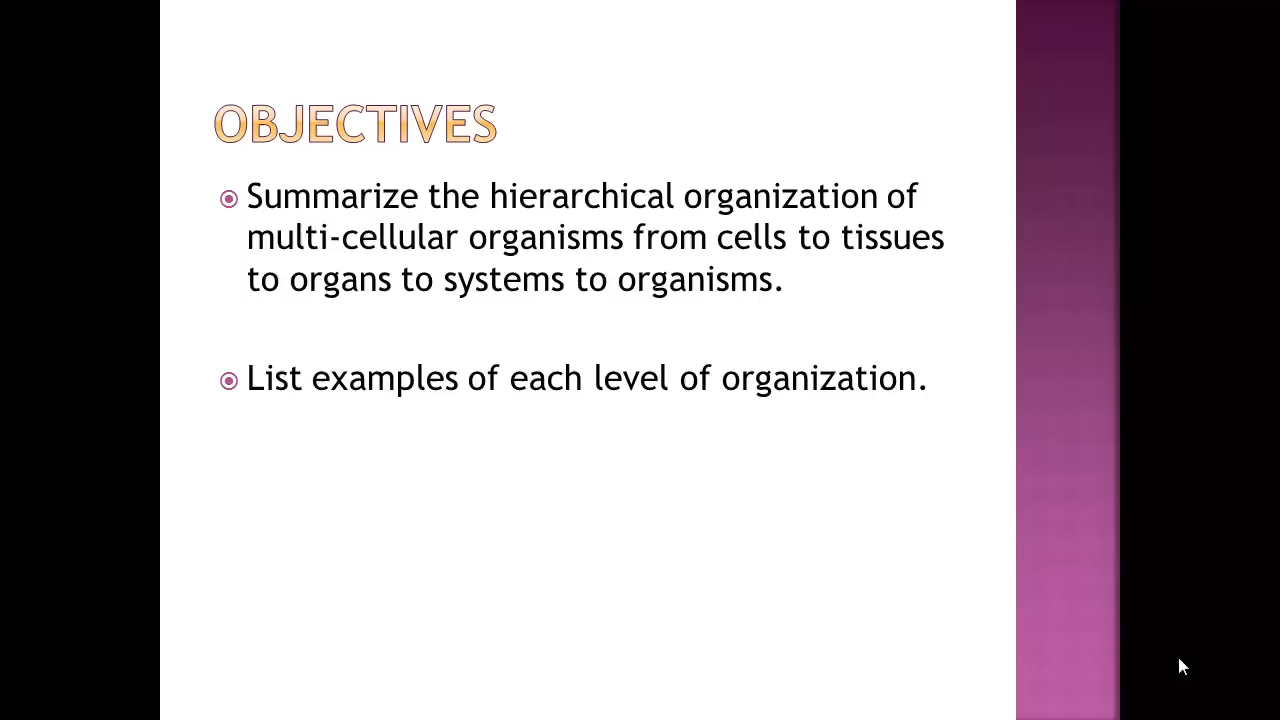 OBJECTIVES
Summarize the hierarchical organization of
multi-cellular organisms from cells to tissues
to organs to systems to organisms.
List examples of each level of organization.